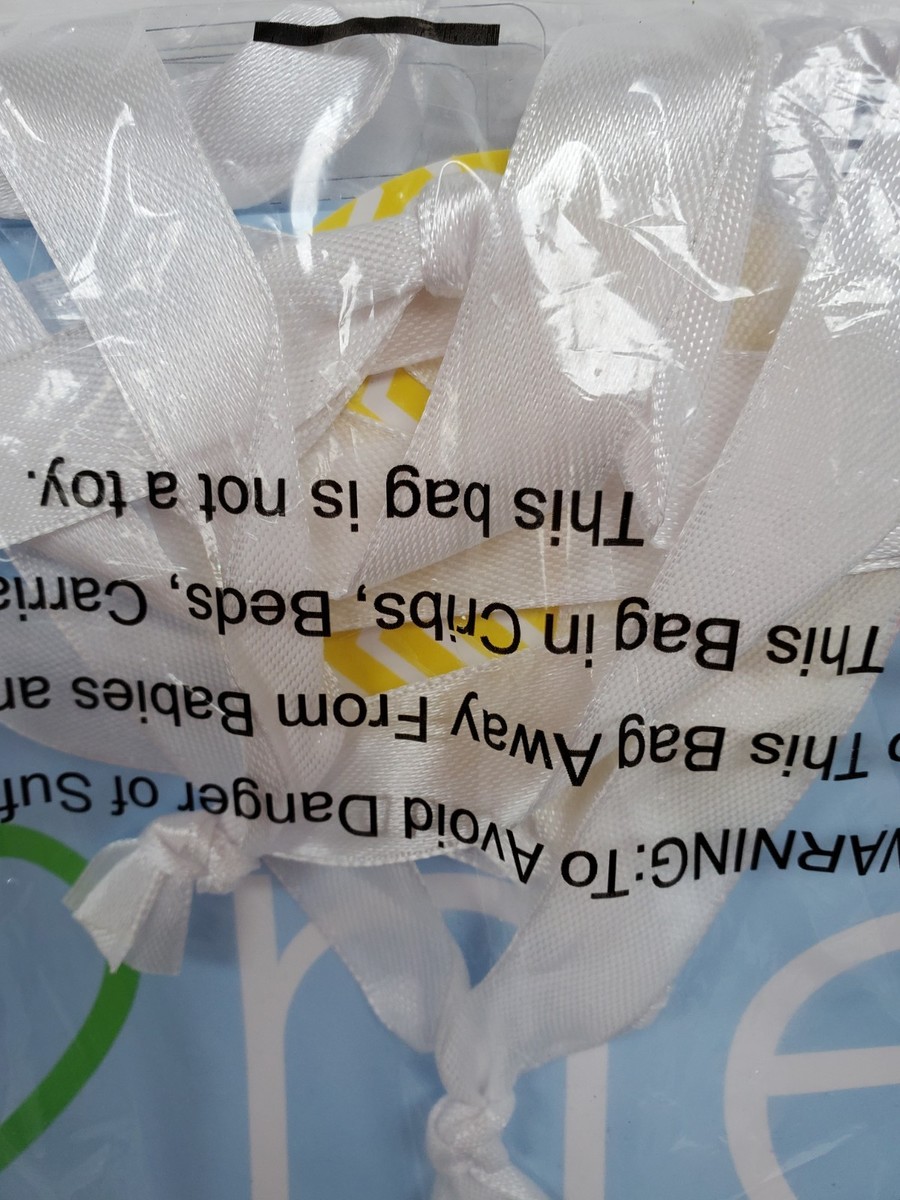 WARNING:To Avoid Danger of Suf
This Bag Away From Babies an
This Bag in Cribs, Beds, Carria
This bag is not a toy.
ne